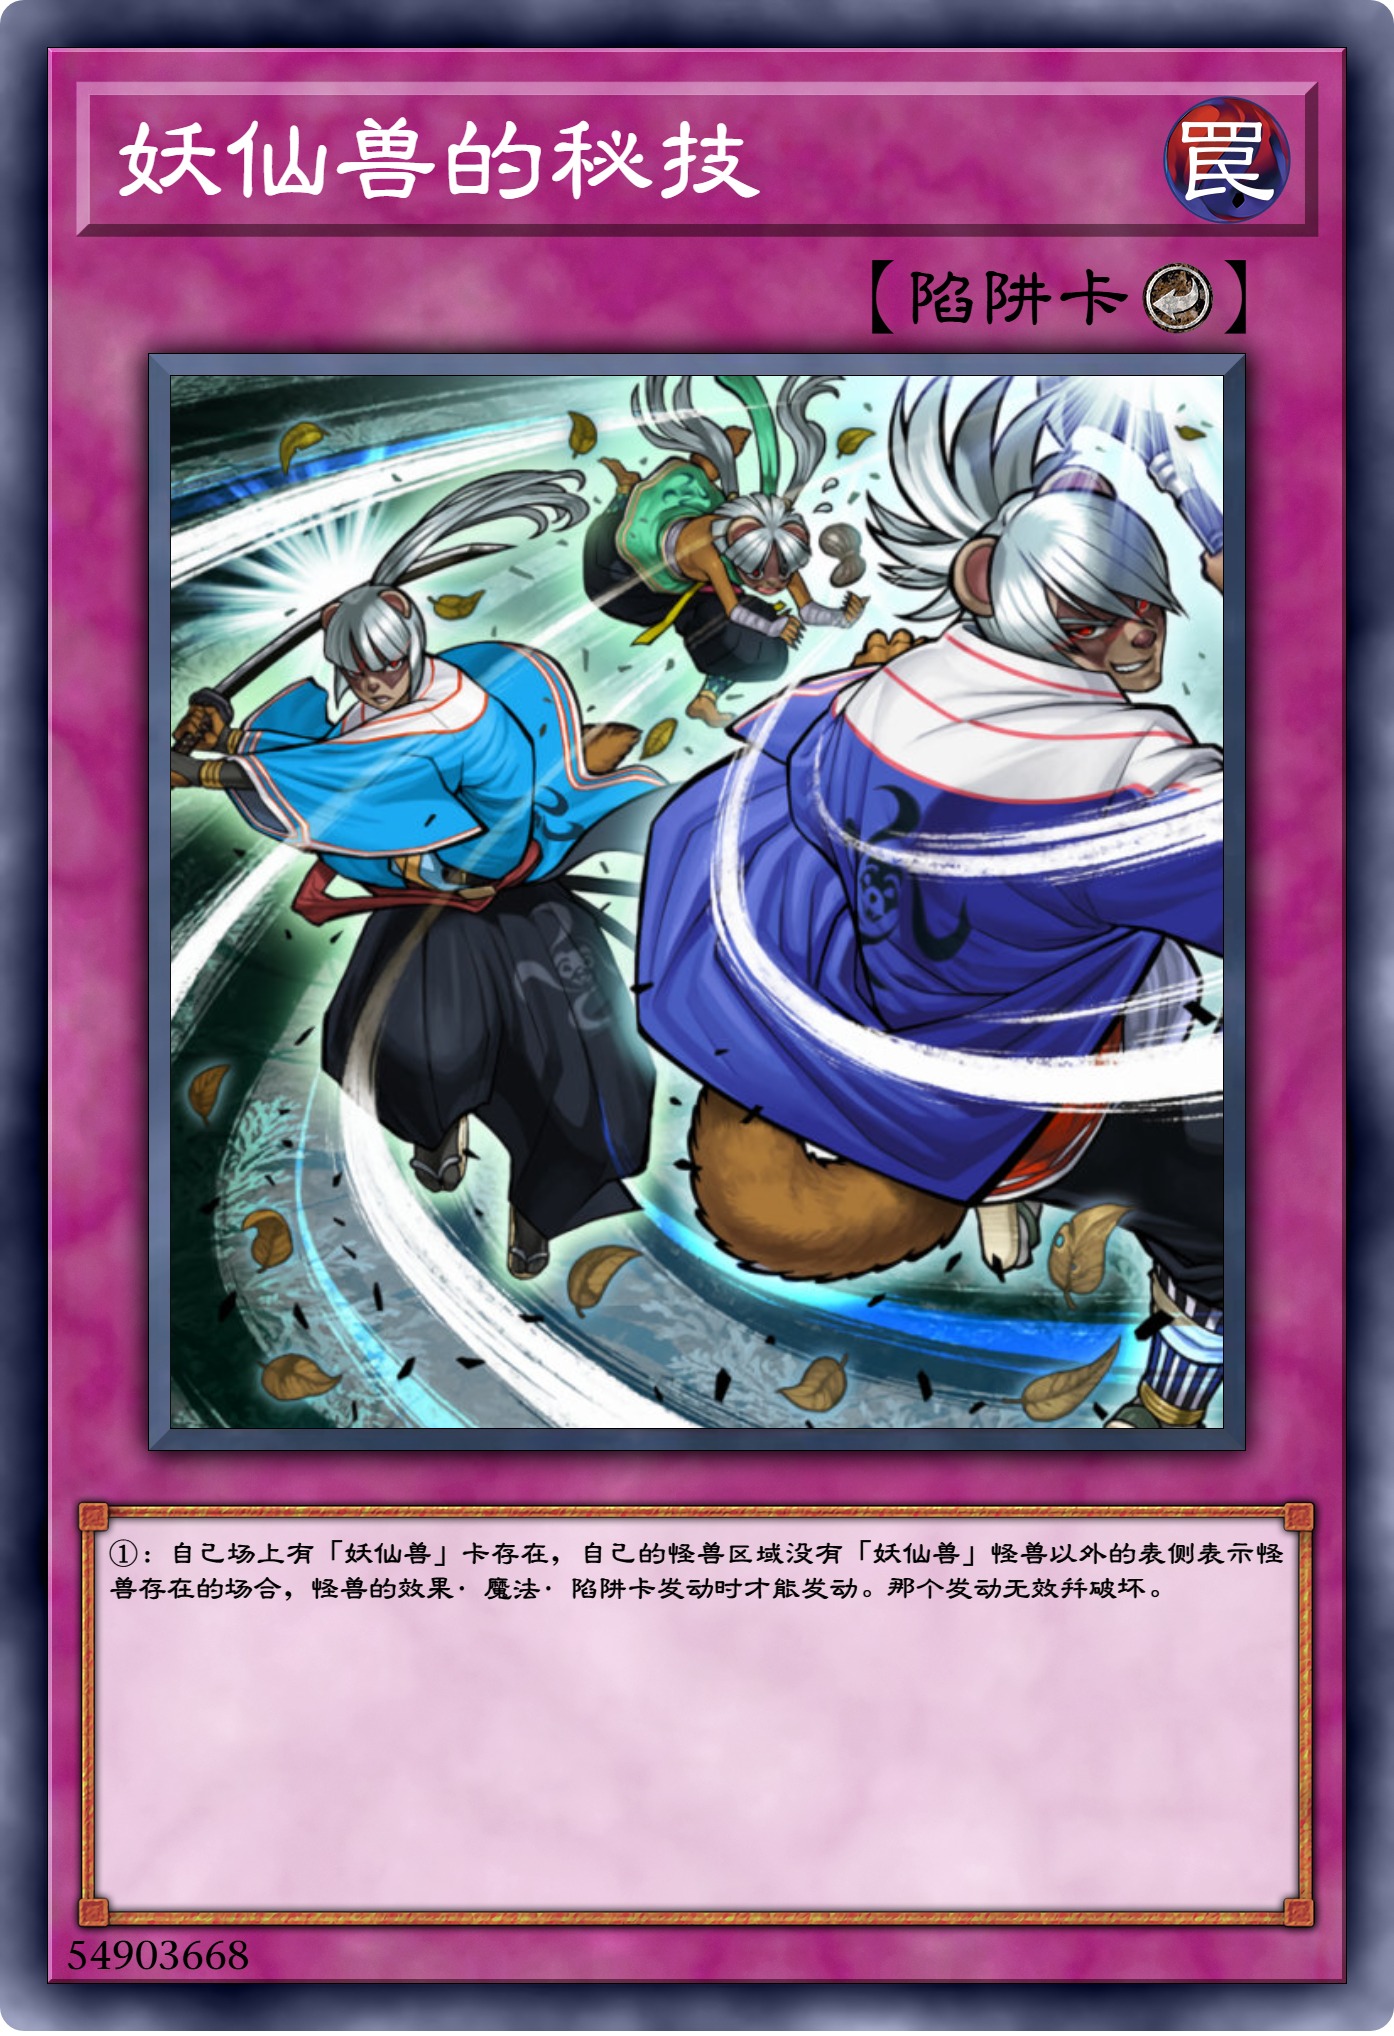 妖仙兽的秘技
罠
【陷阱卡】
①：自己场上有「妖仙兽」卡存在，自己的怪兽区域没有「妖仙兽」怪兽以外的表侧表示怪
兽存在的场合，怪兽的效果·魔法·陷阱卡发动时才能发动。那个发动无效并破坏。
54903668